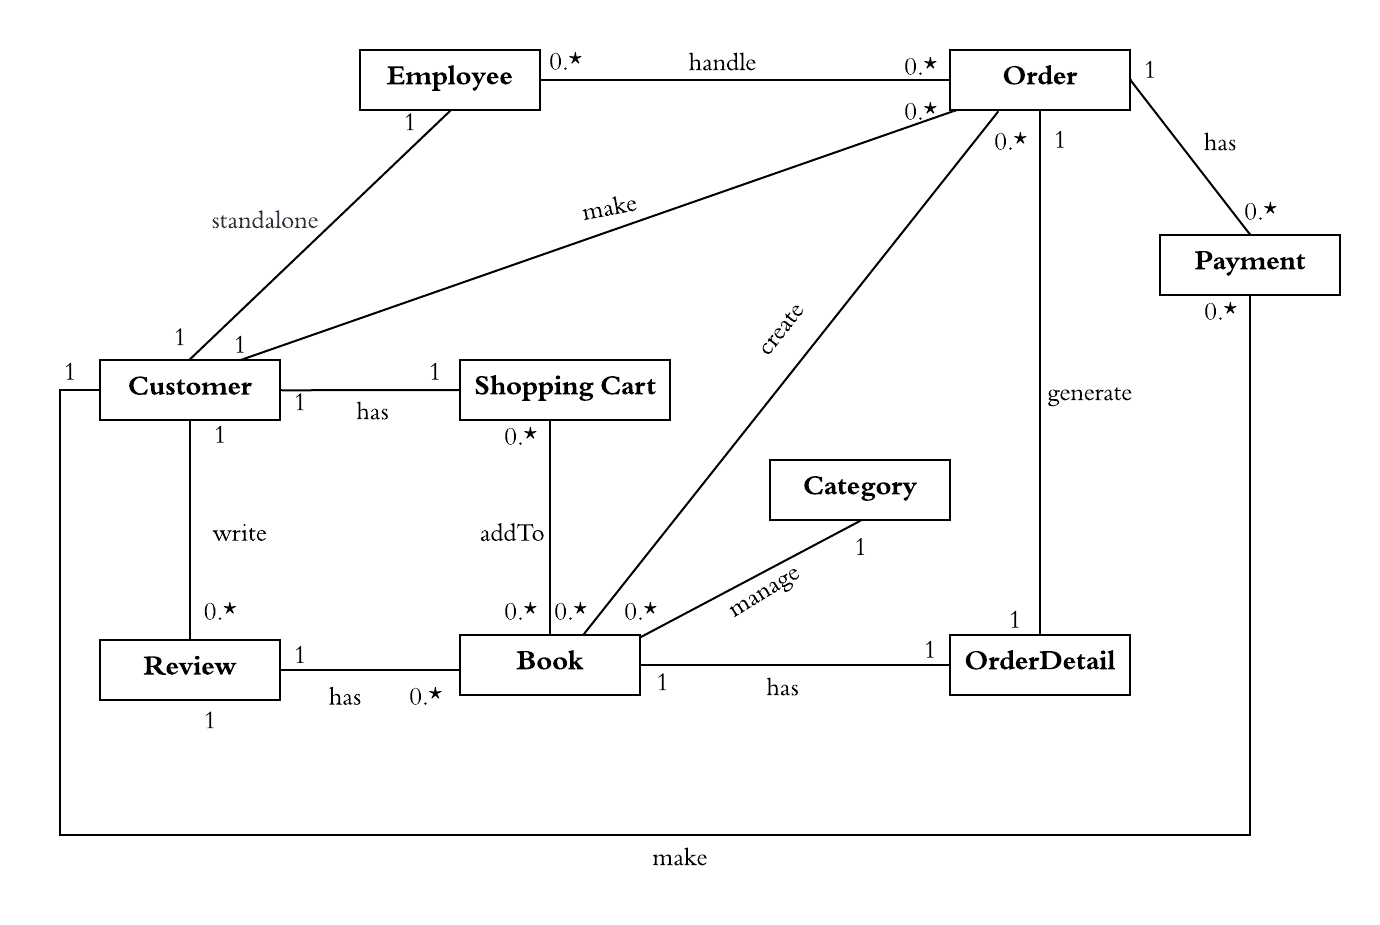 Employee
0.★
handle
0.★
Order
1
1
0.★
0.★
1
has
make
standalone
0.★
Payment
0.★
create
1
1
1
Customer
1
has
1
Shopping Cart
generate
1
0.★
Category
write
addTo
1
manage
0.★
0.★
0.★
0.★
1
Review
1
has
0.★
Book
1
has
1
OrderDetail
1
make